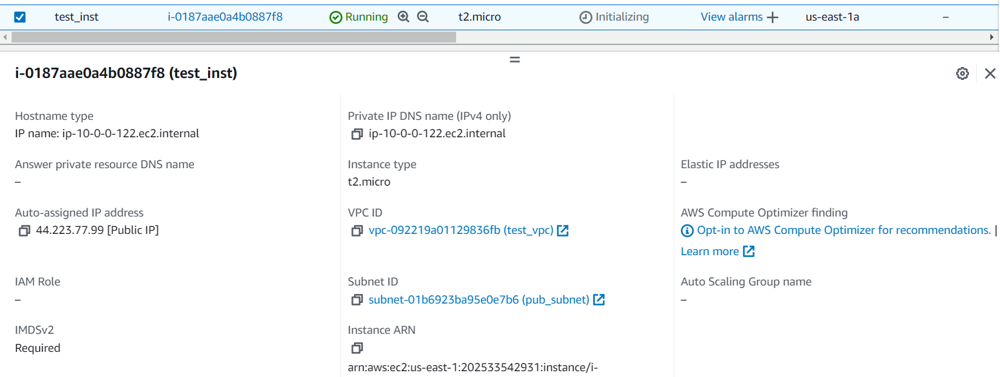 test_inst i-0187aae0a4b0887f8 Running t2.micro Initializing View alarms us-east-1a –
i-0187aae0a4b0887f8 (test_inst)
Hostname type
IP name: ip-10-0-0-122.ec2.internal
Private IP DNS name (IPv4 only)
ip-10-0-0-122.ec2.internal
Answer private resource DNS name
–
Instance type
t2.micro
Elastic IP addresses
–
Auto-assigned IP address
44.223.77.99 [Public IP]
VPC ID
vpc-092219a01129836fb (test_vpc)
AWS Compute Optimizer finding
Opt-in to AWS Compute Optimizer for recommendations. |
Learn more
IAM Role
–
Subnet ID
subnet-01b6923ba95e0e7b6 (pub_subnet)
Auto Scaling Group name
–
IMDSv2
Required
Instance ARN
arn:aws:ec2:us-east-1:202533542931:instance/i-